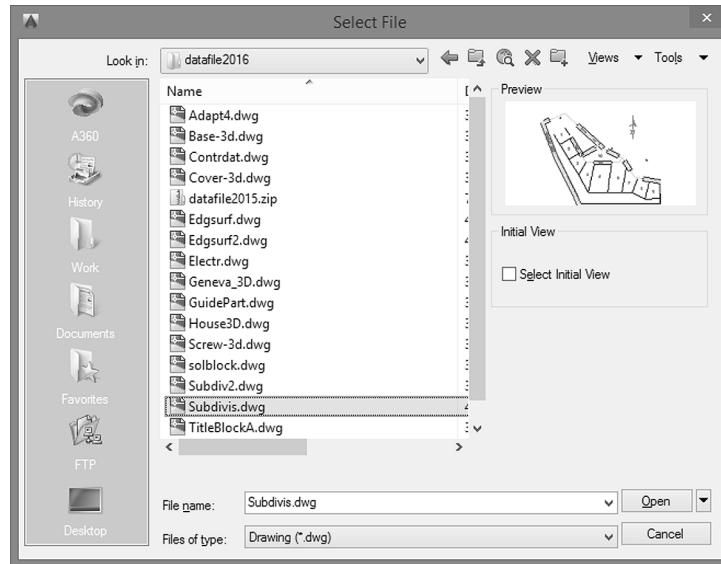 Select File
Look in: datafile2016 Views Tools
A360
History
Work
Documents
Favorites
FTP
Desktop
Name
Adapt4.dwg
Base-3d.dwg
Contrdat.dwg
Cover-3d.dwg
datafile2015.zip
Edgsurf.dwg
Edgsurf2.dwg
Electr.dwg
Geneva_3D.dwg
GuidePart.dwg
House3D.dwg
Screw-3d.dwg
solblock.dwg
Subdiv2.dwg
Subdivis.dwg
TitleBlockA.dwg
Preview
Initial View
Select Initial View
File name: Subdivis.dwg Open
Files of type: Drawing (*.dwg) Cancel